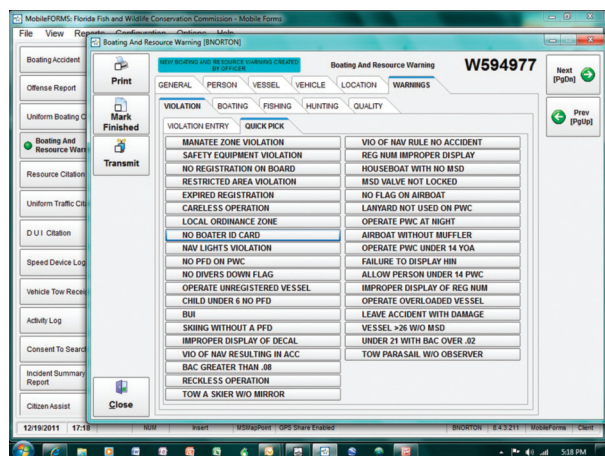 MobileFORMS: Florida Fish and Wildlife Conservation Commission - Mobile Forms
File View Options Help
Boating And Resource Warning [BNORTON]
Boating Accident
Offense Report
Uniform Boating
Boating And
Resource
Resource Citation
Uniform Traffic
D U I Citation
Speed Device Log
Vehicle Tow
Activity Log
Consent To Search
Incident Summary
Report
Citizen Assist
Print
Mark
Finished
Transmit
Close
NEW BOATING AND RESOURCE WARNING CREATED
BY OFFICER
Boating And Resource Warning
W594977
Next
[PgDn]
Prev
[PgUp]
GENERAL PERSON VESSEL VEHICLE LOCATION WARNINGS
VIOLATION BOATING FISHING HUNTING QUALITY
VIOLATION ENTRY QUICK PICK
MANATEE ZONE VIOLATION
SAFETY EQUIPMENT VIOLATION
NO REGISTRATION ON BOARD
RESTRICTED AREA VIOLATION
EXPIRED REGISTRATION
CARELESS OPERATION
LOCAL ORDINANCE ZONE
NO BOATER ID CARD
NAV LIGHTS VIOLATION
NO PFD ON PWC
NO DIVERS DOWN FLAG
OPERATE UNREGISTERED VESSEL
CHILD UNDER 6 NO PFD
BUI
SKIING WITHOUT A PFD
IMPROPER DISPLAY OF DECAL
VIO OF NAV RESULTING IN ACC
BAC GREATER THAN .08
RECKLESS OPERATION
TOW A SKIER W/O MIRROR
VIO OF NAV RULE NO ACCIDENT
REG NUM IMPROPER DISPLAY
HOUSEBOAT WITH NO MSD
MSD VALVE NOT LOCKED
NO FLAG ON AIRBOAT
LANYARD NOT USED ON PWC
OPERATE PWC AT NIGHT
AIRBOAT WITHOUT MUFFLER
OPERATE PWC UNDER 14 YOA
FAILURE TO DISPLAY HIN
ALLOW PERSON UNDER 14 PWC
IMPROPER DISPLAY OF REG NUM
OPERATE OVERLOADED VESSEL
LEAVE ACCIDENT WITH DAMAGE
VESSEL >26 W/O MSD
UNDER 21 WITH BAC OVER .02
TOW PARASAIL W/O OBSERVER
12/19/2011 17:18 NUM Insert MSMapPoint GPS Share Enabled BNORTON 8.4.3.211 MobileForms Client
5:18 PM